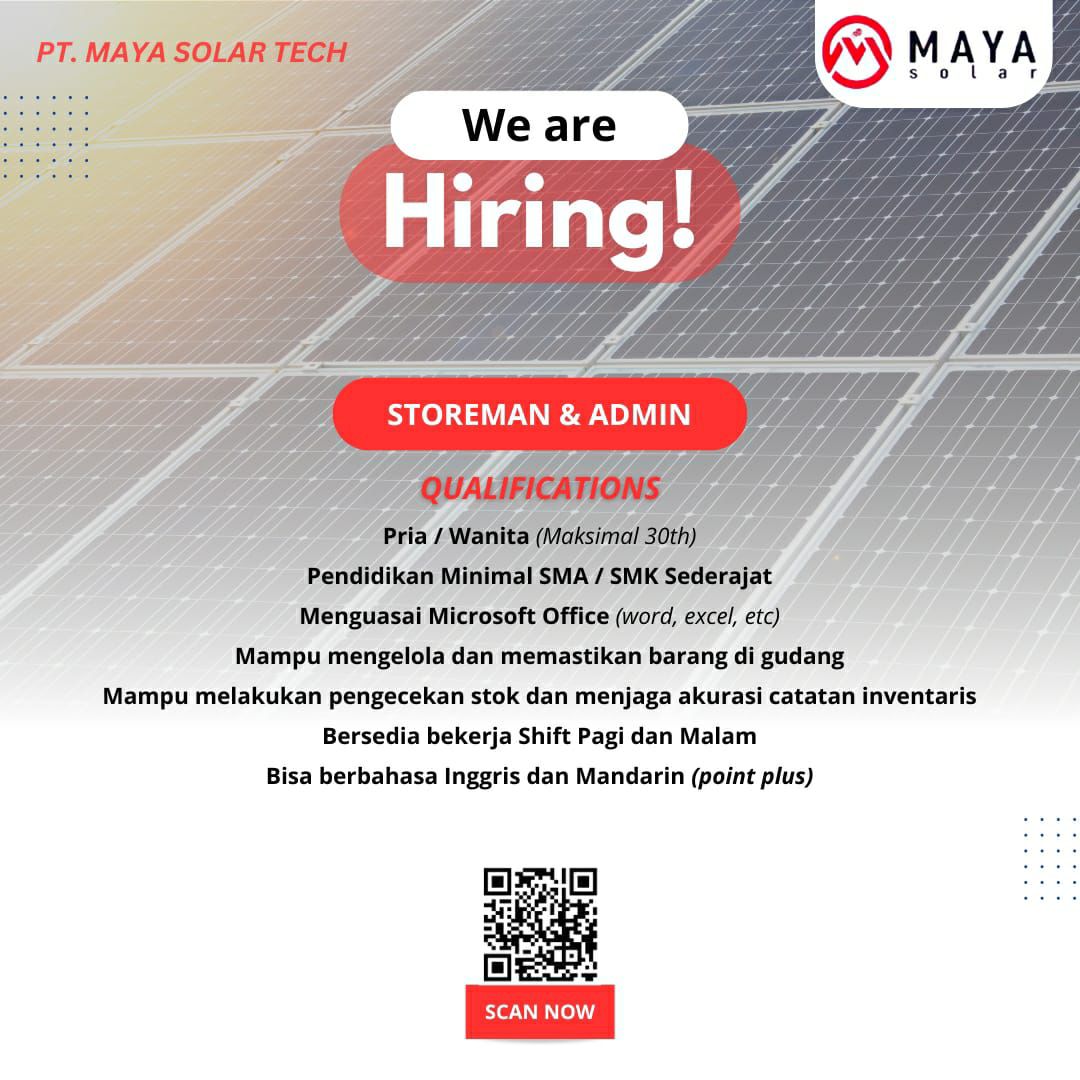 PT. MAYA SOLAR TECH
MAYA
solar
We are
Hiring!
STOREMAN & ADMIN
QUALIFICATIONS
Pria / Wanita (Maksimal 30th)
Pendidikan Minimal SMA / SMK Sederajat
Menguasai Microsoft Office (word, excel, etc)
Mampu mengelola dan memastikan barang di gudang
Mampu melakukan pengecekan stok dan menjaga akurasi catatan inventaris
Bersedia bekerja Shift Pagi dan Malam
Bisa berbahasa Inggris dan Mandarin (point plus)
SCAN NOW